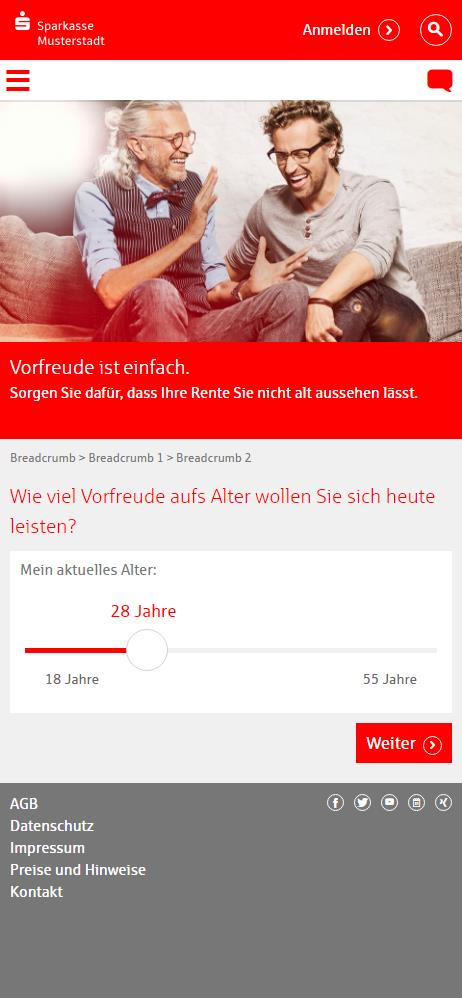 Sparkasse
Musterstadt
Anmelden
Vorfreude ist einfach.
Sorgen Sie dafür, dass Ihre Rente Sie nicht alt aussehen lässt.
Breadcrumb > Breadcrumb 1 > Breadcrumb 2
Wie viel Vorfreude aufs Alter wollen Sie sich heute
leisten?
Mein aktuelles Alter:
28 Jahre
18 Jahre 55 Jahre
Weiter
AGB
Datenschutz
Impressum
Preise und Hinweise
Kontakt